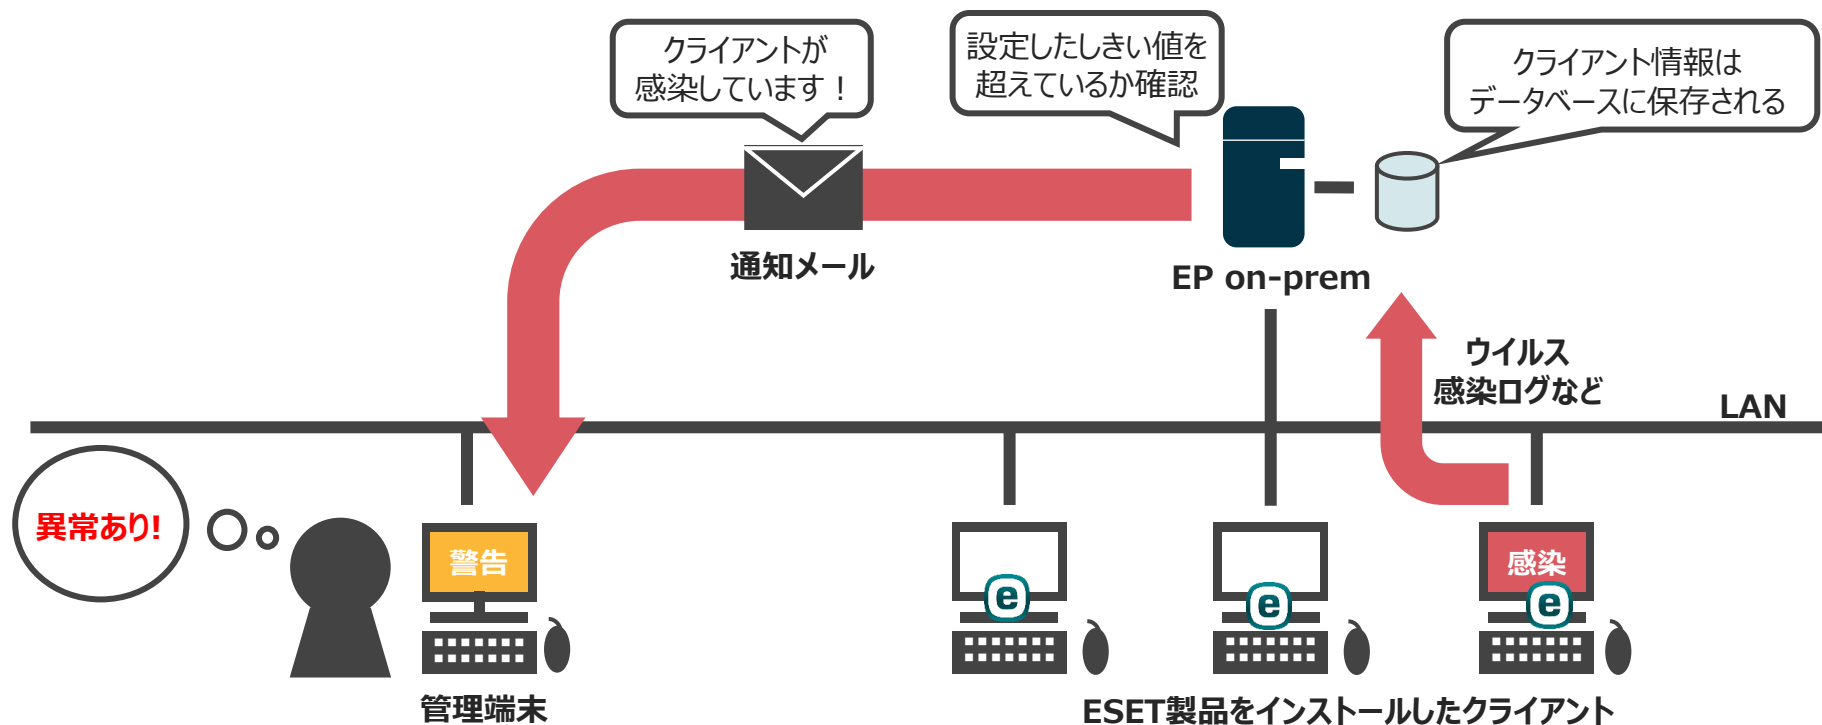 クライアントが
感染しています！
設定したしきい値を
超えているか確認
クライアント情報は
データベースに保存される
通知メール
EP on-prem
ウイルス
感染ログなど
LAN
異常あり!
警告
e
e
感染
e
管理端末
ESET製品をインストールしたクライアント